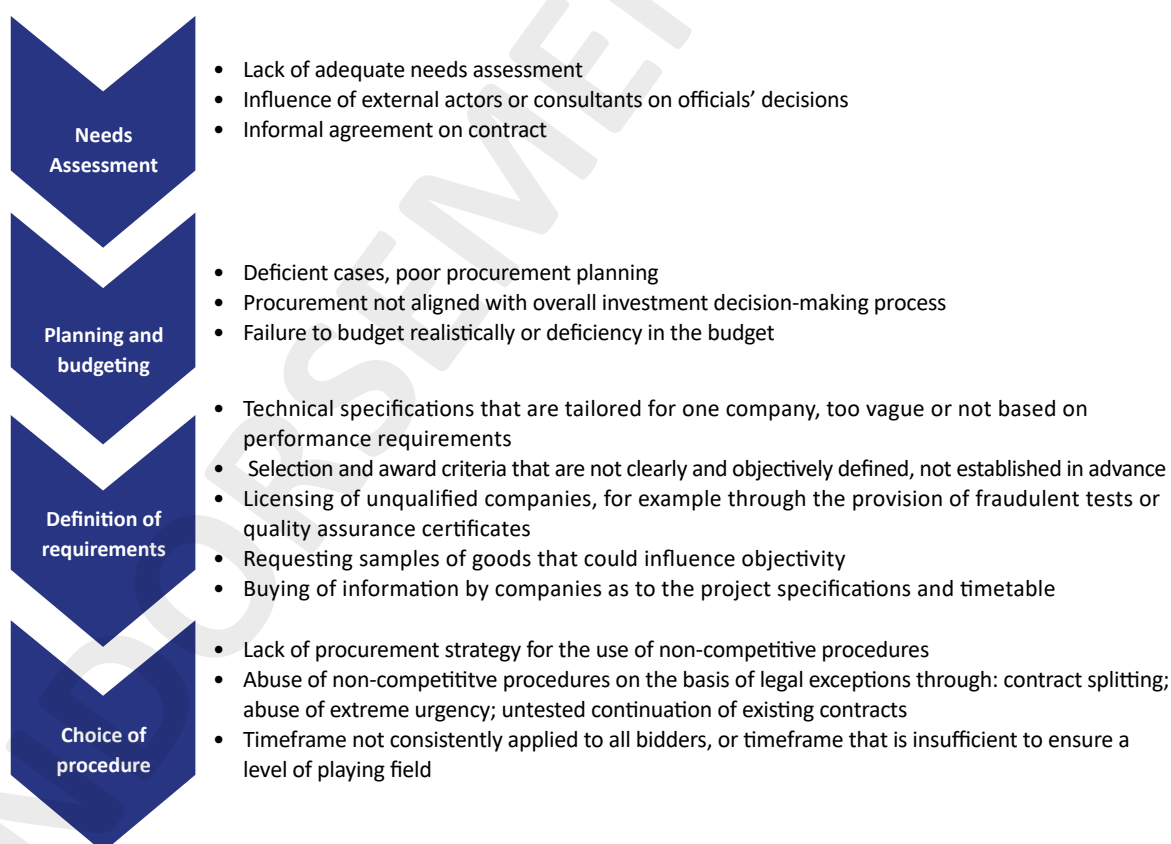 • Lack of adequate needs assessment
• Influence of external actors or consultants on officials' decisions
• Informal agreement on contract
Needs
Assessment
• Deficient cases, poor procurement planning
• Procurement not aligned with overall investment decision-making process
• Failure to budget realistically or deficiency in the budget
Planning and
budgeting
• Technical specifications that are tailored for one company, too vague or not based on
performance requirements
• Selection and award criteria that are not clearly and objectively defined, not established in advance
• Licensing of unqualified companies, for example through the provision of fraudulent tests or
quality assurance certificates
• Requesting samples of goods that could influence objectivity
• Buying of information by companies as to the project specifications and timetable
Definition of
requirements
• Lack of procurement strategy for the use of non-competitive procedures
• Abuse of non-competititve procedures on the basis of legal exceptions through: contract splitting;
abuse of extreme urgency; untested continuation of existing contracts
• Timeframe not consistently applied to all bidders, or timeframe that is insufficient to ensure a
level of playing field
Choice of
procedure